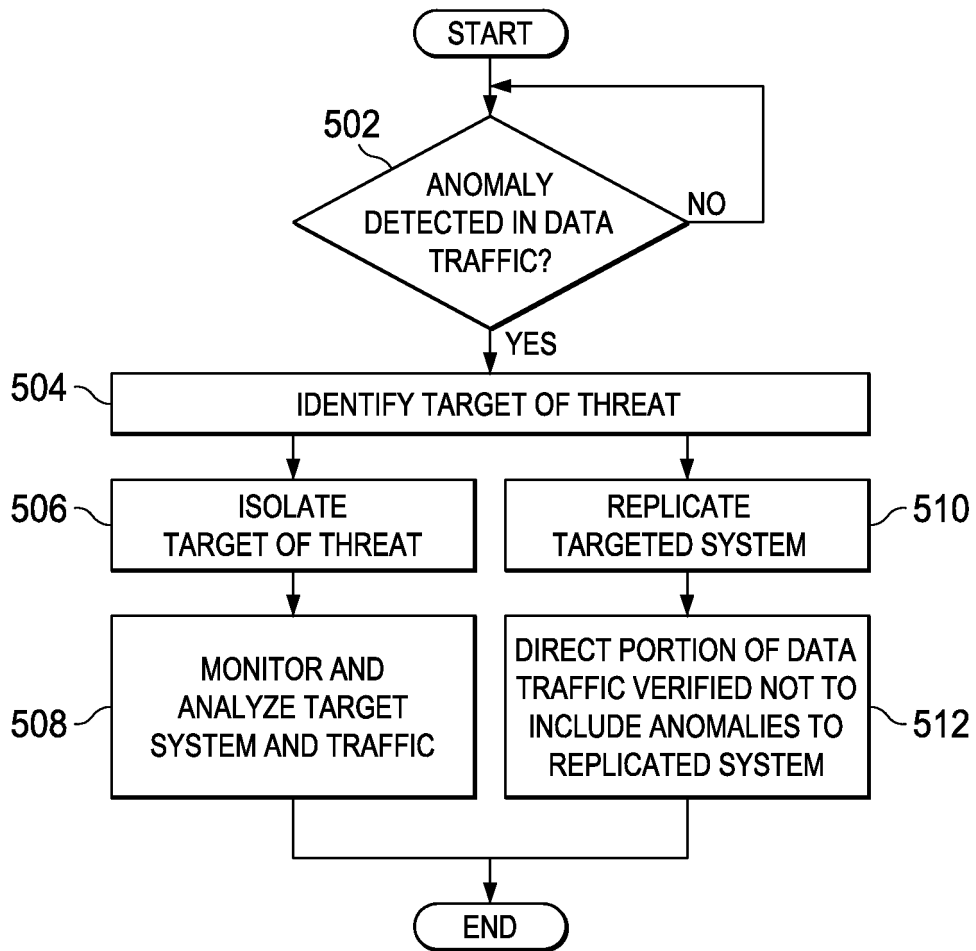 START
502
ANOMALY
DETECTED IN DATA
TRAFFIC?
NO
YES
504
IDENTIFY TARGET OF THREAT
506
ISOLATE
TARGET OF THREAT
REPLICATE
TARGETED SYSTEM
510
508
MONITOR AND
ANALYZE TARGET
SYSTEM AND TRAFFIC
DIRECT PORTION OF DATA
TRAFFIC VERIFIED NOT TO
INCLUDE ANOMALIES TO
REPLICATED SYSTEM
512
END